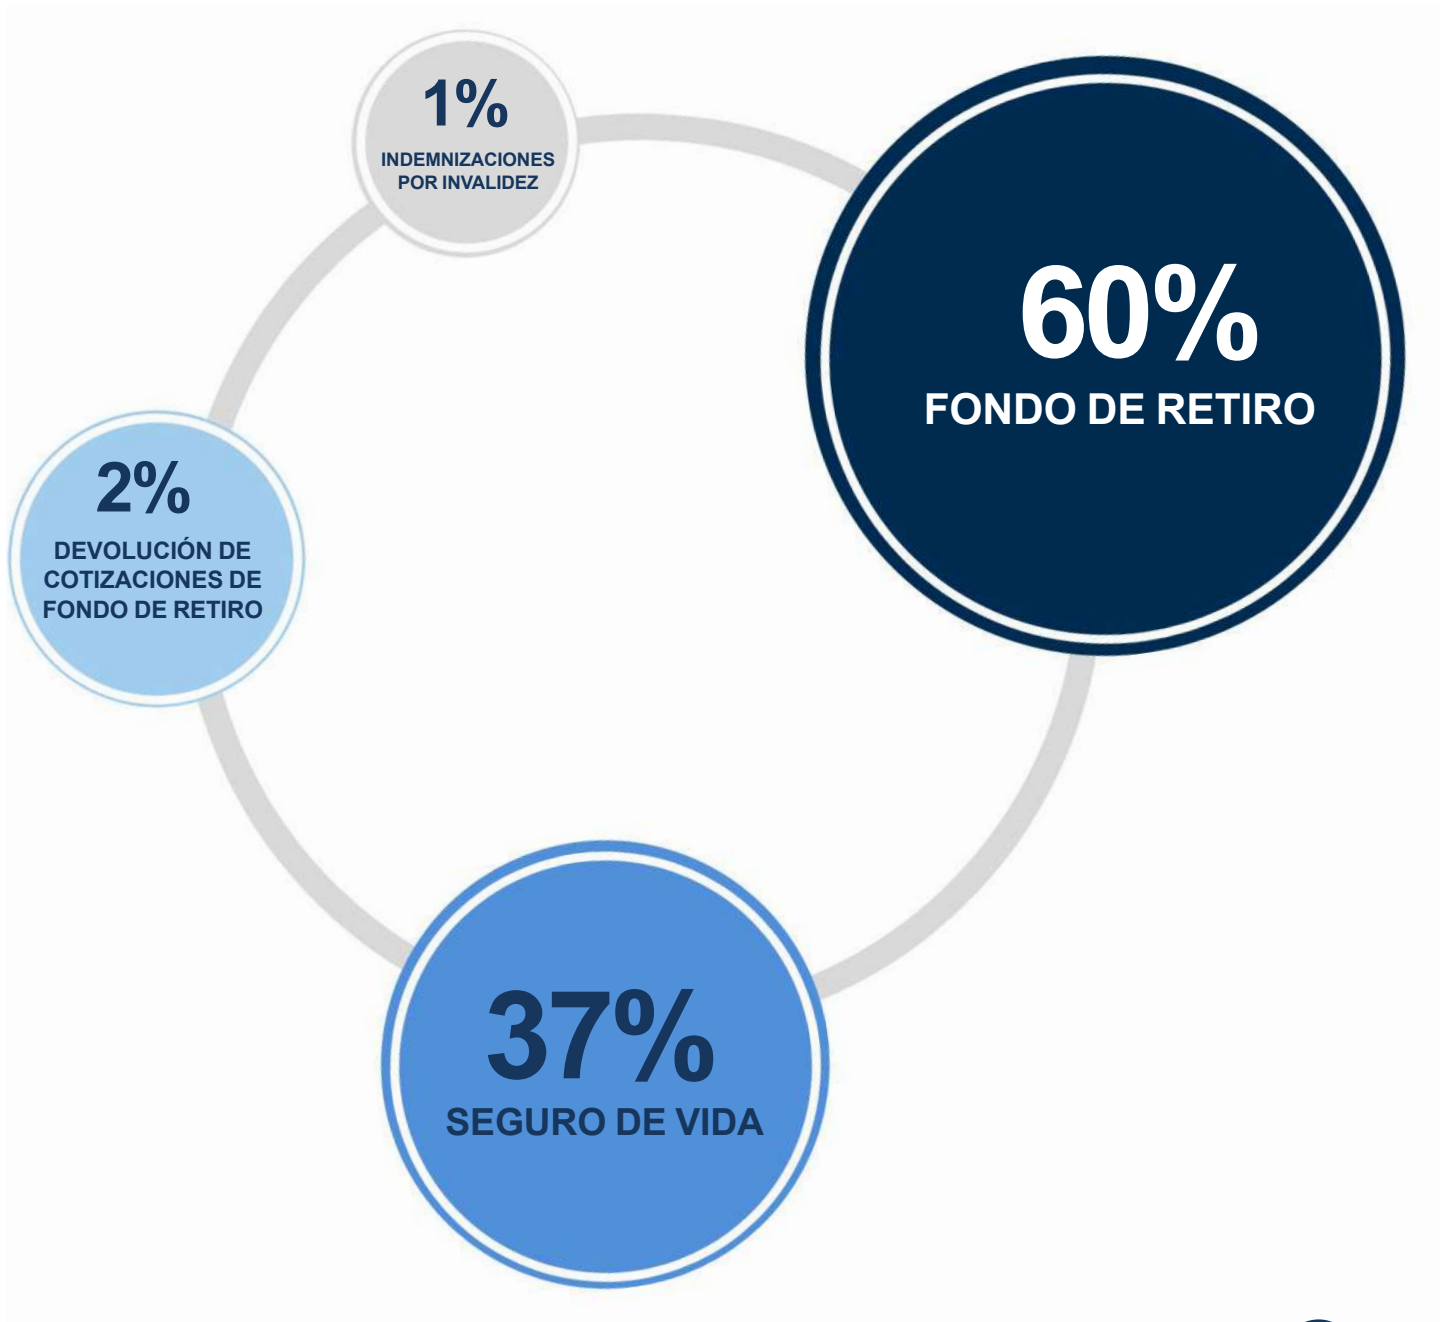 1%
INDEMNIZACIONES
POR INVALIDEZ
60%
FONDO DE RETIRO
2%
DEVOLUCIÓN DE
COTIZACIONES DE
FONDO DE RETIRO
37%
SEGURO DE VIDA